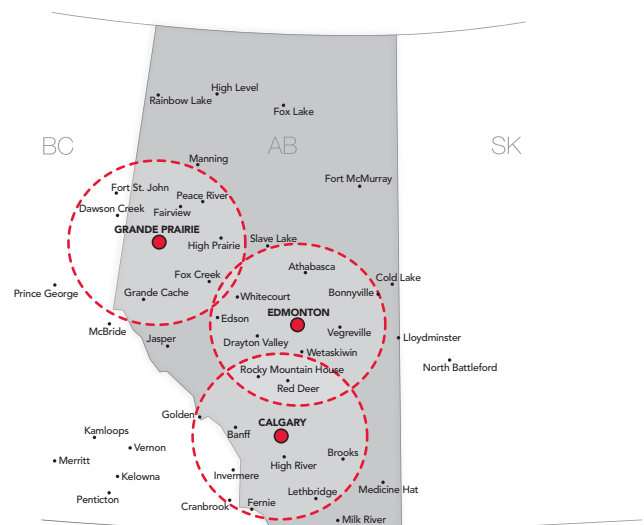 High Level
Rainbow Lake
Fox Lake
BC
AB
SK
Manning
Fort McMurray
Fort St. John
Peace River
Dawson Creek
Fairview
GRANDE PRAIRIE
High Prairie
Slave Lake
Athabasca
Fox Creek
Cold Lake
Prince George
Grande Cache
Whitecourt
Bonnyville
EDMONTON
Edson
McBride
Jasper
Vegreville
Drayton Valley
Lloydminster
Wetaskiwin
North Battleford
Rocky Mountain House
Red Deer
Golden
CALGARY
Kamloops
Banff
Vernon
Brooks
Merritt
High River
Kelowna
Invermere
Medicine Hat
Penticton
Lethbridge
Cranbrook
Fernie
Milk River